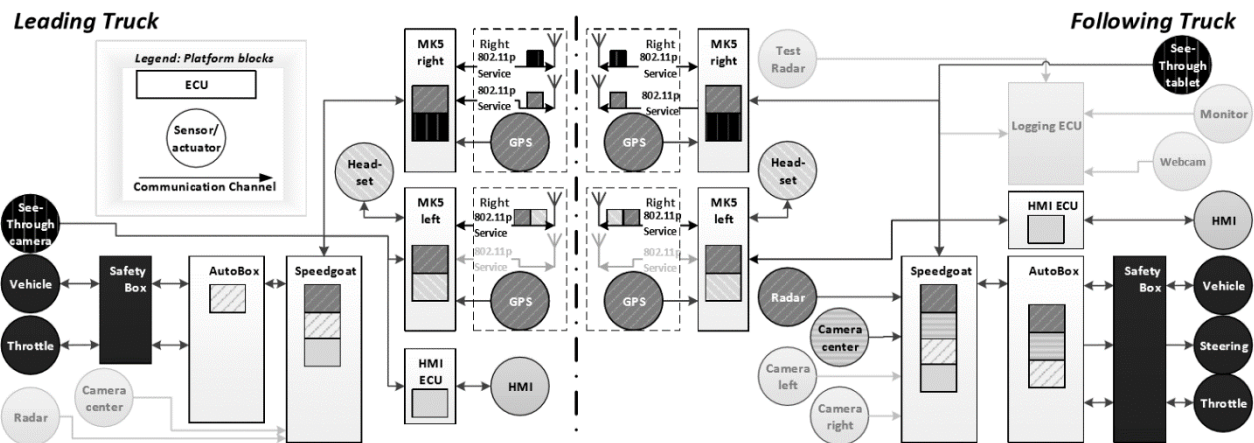 Leading Truck
Following Truck
Legend: Platform blocks
ECU
Sensor/
actuator
Communication Channel
See-
Through
camera
Vehicle
Throttle
Radar
Camera
center
Safety
Box
AutoBox
Speedgoat
Head-
set
MK5
right
Right
802.11p
Service
802.11p
Service
GPS
MK5
left
Right
802.11p
Service
802.11p
Service
GPS
HMI
ECU
HMI
Right
802.11p
Service
802.11p
Service
GPS
MK5
right
Right
802.11p
Service
802.11p
Service
GPS
MK5
left
Test
Radar
Head-
set
Radar
Camera
center
Camera
left
Camera
right
Speedgoat
AutoBox
Safety
Box
Logging ECU
HMI ECU
See-
Through
tablet
Monitor
Webcam
HMI
Vehicle
Steering
Throttle